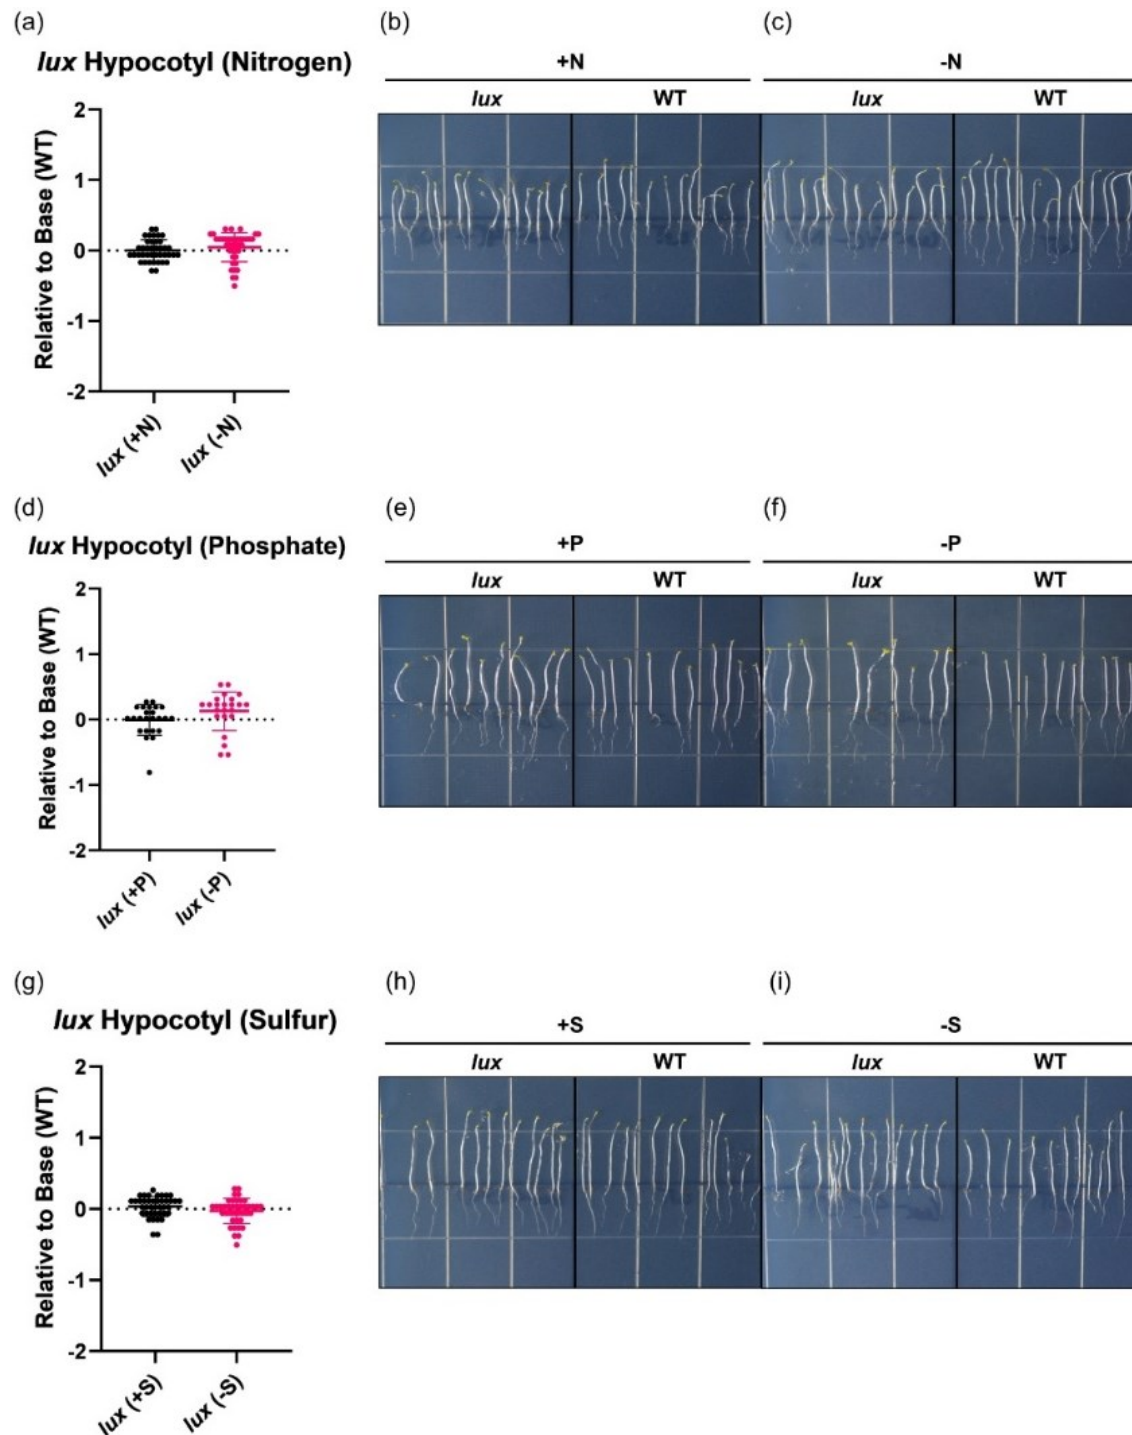 (a)
lux Hypocotyl (Nitrogen)
Relative to Base (WT)
2
1
0
-1
-2
lux (+N)
lux (-N)
(b)
+N
lux
WT
(c)
-N
lux
WT
(d)
lux Hypocotyl (Phosphate)
Relative to Base (WT)
2
1
0
-1
-2
lux (+P)
lux (-P)
(e)
+P
lux
WT
(f)
-P
lux
WT
(g)
lux Hypocotyl (Sulfur)
Relative to Base (WT)
2
1
0
-1
-2
lux (+S)
lux (-S)
(h)
+S
lux
WT
(i)
-S
lux
WT